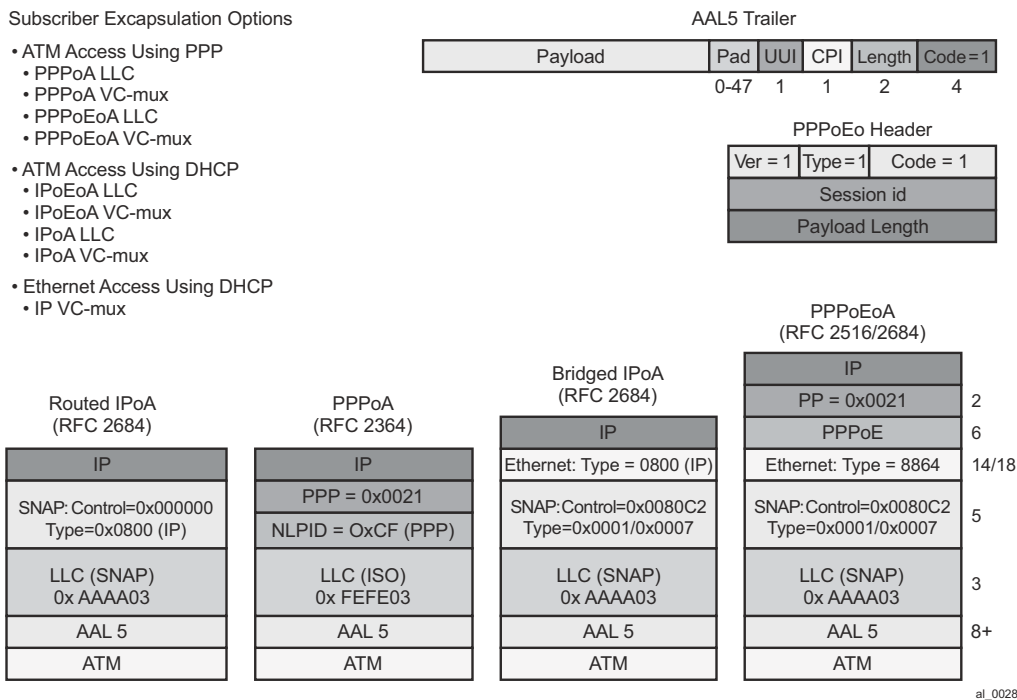 Subscriber Excapsulation Options
• ATM Access Using PPP
• PPPoA LLC
• PPPoA VC-mux
• PPPoEoA LLC
• PPPoEoA VC-mux
• ATM Access Using DHCP
• IPoEoA LLC
• IPoEoA VC-mux
• IPoA LLC
• IPoA VC-mux
• Ethernet Access Using DHCP
• IP VC-mux
AAL5 Trailer
Payload Pad UUI CPI Length Code=1
0-47 1 1 2 4
PPPoEo Header
Ver = 1 Type=1 Code = 1
Session id
Payload Length
Routed IPoA
(RFC 2684)
IP
SNAP: Control=0x000000
Type=0x0800 (IP)
LLC (SNAP)
0x AAAA03
AAL 5
ATM
PPPoA
(RFC 2364)
IP
PPP = 0x0021
NLPID = OxCF (PPP)
LLC (ISO)
0x FEFE03
AAL 5
ATM
Bridged IPoA
(RFC 2684)
IP
Ethernet: Type = 0800 (IP)
SNAP: Control=0x0080C2
Type=0x0001/0x0007
LLC (SNAP)
0x AAAA03
AAL 5
ATM
PPPoEoA
(RFC 2516/2684)
IP
PP = 0x0021 2
PPPoE 6
Ethernet: Type = 8864 14/18
SNAP: Control=0x0080C2
Type=0x0001/0x0007
5
LLC (SNAP)
0x AAAA03
3
AAL 5 8+
ATM
al_0028